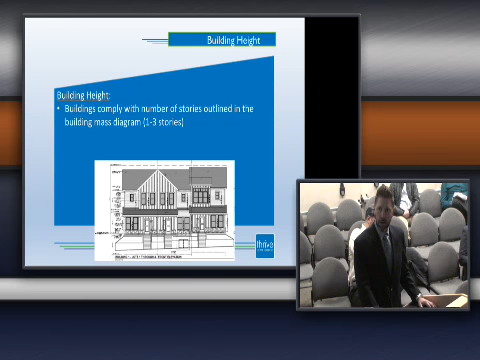 Building Height
Building Height:
• Buildings comply with number of stories outlined in the
building mass diagram (1-3 stories)
thrive